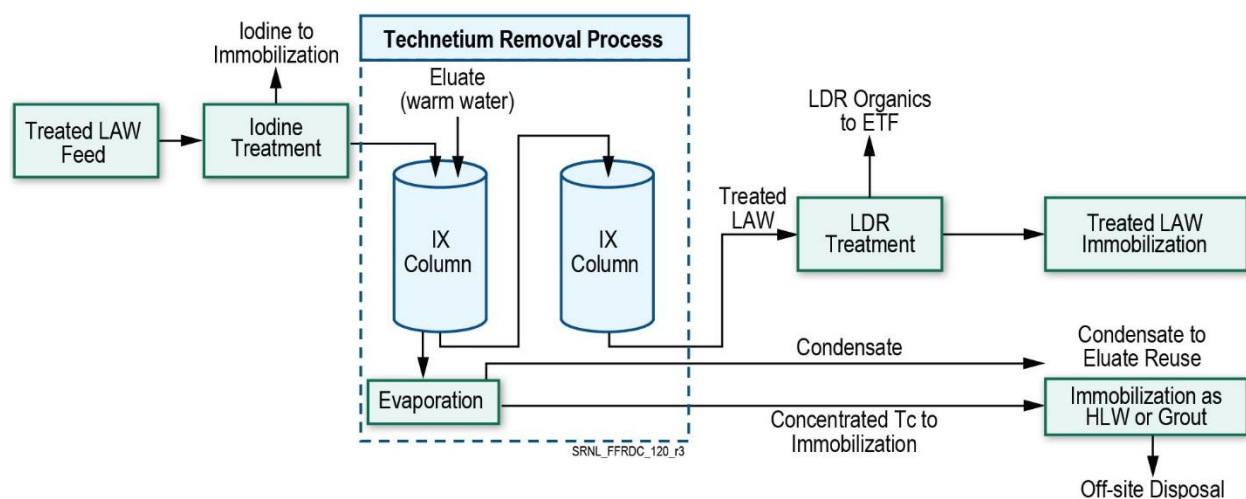 Technetium Removal Process
Iodine to
Immobilization
Eluate
(warm water)
LDR Organics
to ETF
Treated LAW
Feed
Iodine
Treatment
IX
Column
IX
Column
Treated
LAW
LDR
Treatment
Treated LAW
Immobilization
Condensate
Condensate to
Eluate Reuse
Evaporation
Concentrated Tc to
Immobilization
Immobilization as
HLW or Grout
SRNL_FFRDC_120_r3
Off-site Disposal